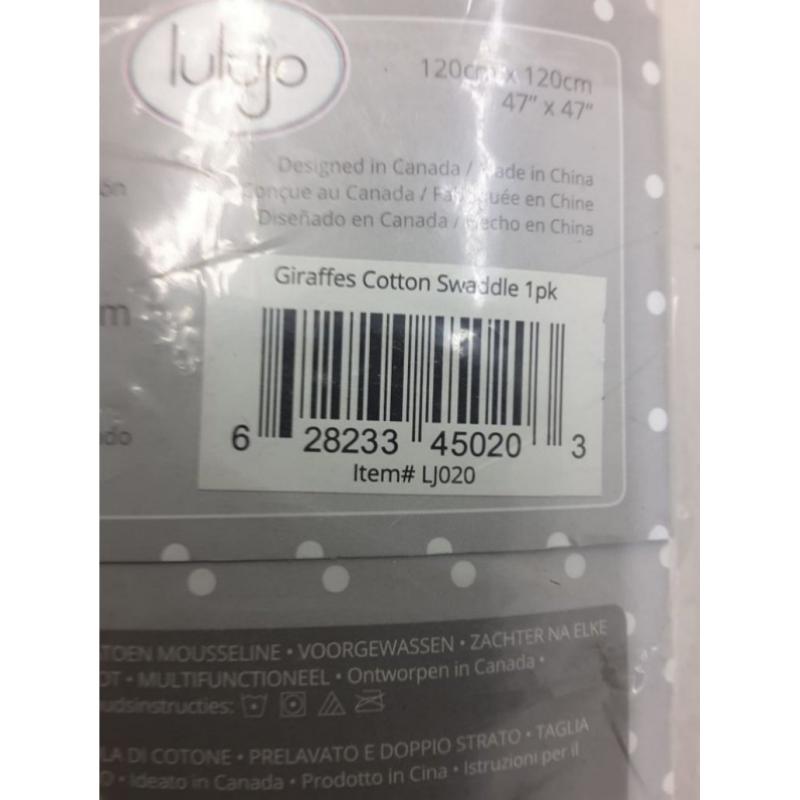 lulujo
120cm x 120cm
47" x 47"
Designed in Canada / Made in China
Conçue au Canada / Fabriquée en Chine
Diseñado en Canada / Hecho en China
Giraffes Cotton Swaddle 1pk
6 28233 45020 3
Item# LJ020
TOEN MOUSSELINE • VOORGEWASSEN • ZACHTER NA ELKE
OT • MULTIFUNCTIONEEL • Ontworpen in Canada •
udsinstructies:
LA DI COTONE • PRELAVATO E DOPPIO STRATO • TAGLIA
O • Ideato in Canada • Prodotto in Cina • Istruzioni per il